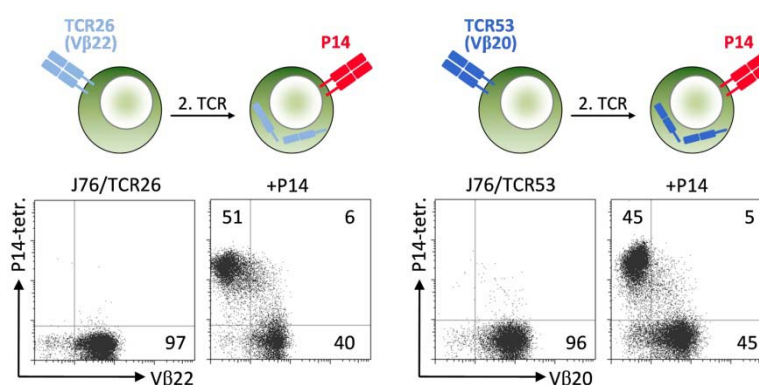 TCR26
(Vβ22)
P14
2. TCR
TCR53
(Vβ20)
P14
2. TCR
J76/TCR26
+P14
J76/TCR53
+P14
P14-tetr.
97
51
6
40
Vβ22
P14-tetr.
96
45
5
45
Vβ20